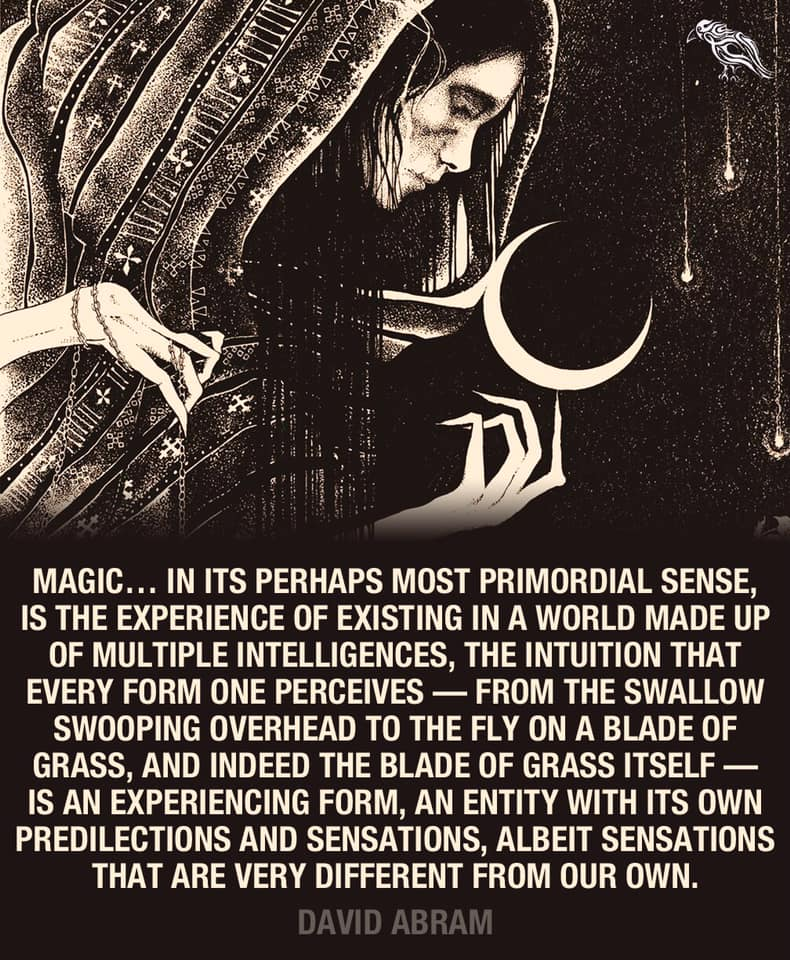 MAGIC... IN ITS PERHAPS MOST PRIMORDIAL SENSE,
IS THE EXPERIENCE OF EXISTING IN A WORLD MADE UP
OF MULTIPLE INTELLIGENCES, THE INTUITION THAT
EVERY FORM ONE PERCEIVES — FROM THE SWALLOW
SWOOPING OVERHEAD TO THE FLY ON A BLADE OF
GRASS, AND INDEED THE BLADE OF GRASS ITSELF —
IS AN EXPERIENCING FORM, AN ENTITY WITH ITS OWN
PREDILECTIONS AND SENSATIONS, ALBEIT SENSATIONS
THAT ARE VERY DIFFERENT FROM OUR OWN.
DAVID ABRAM